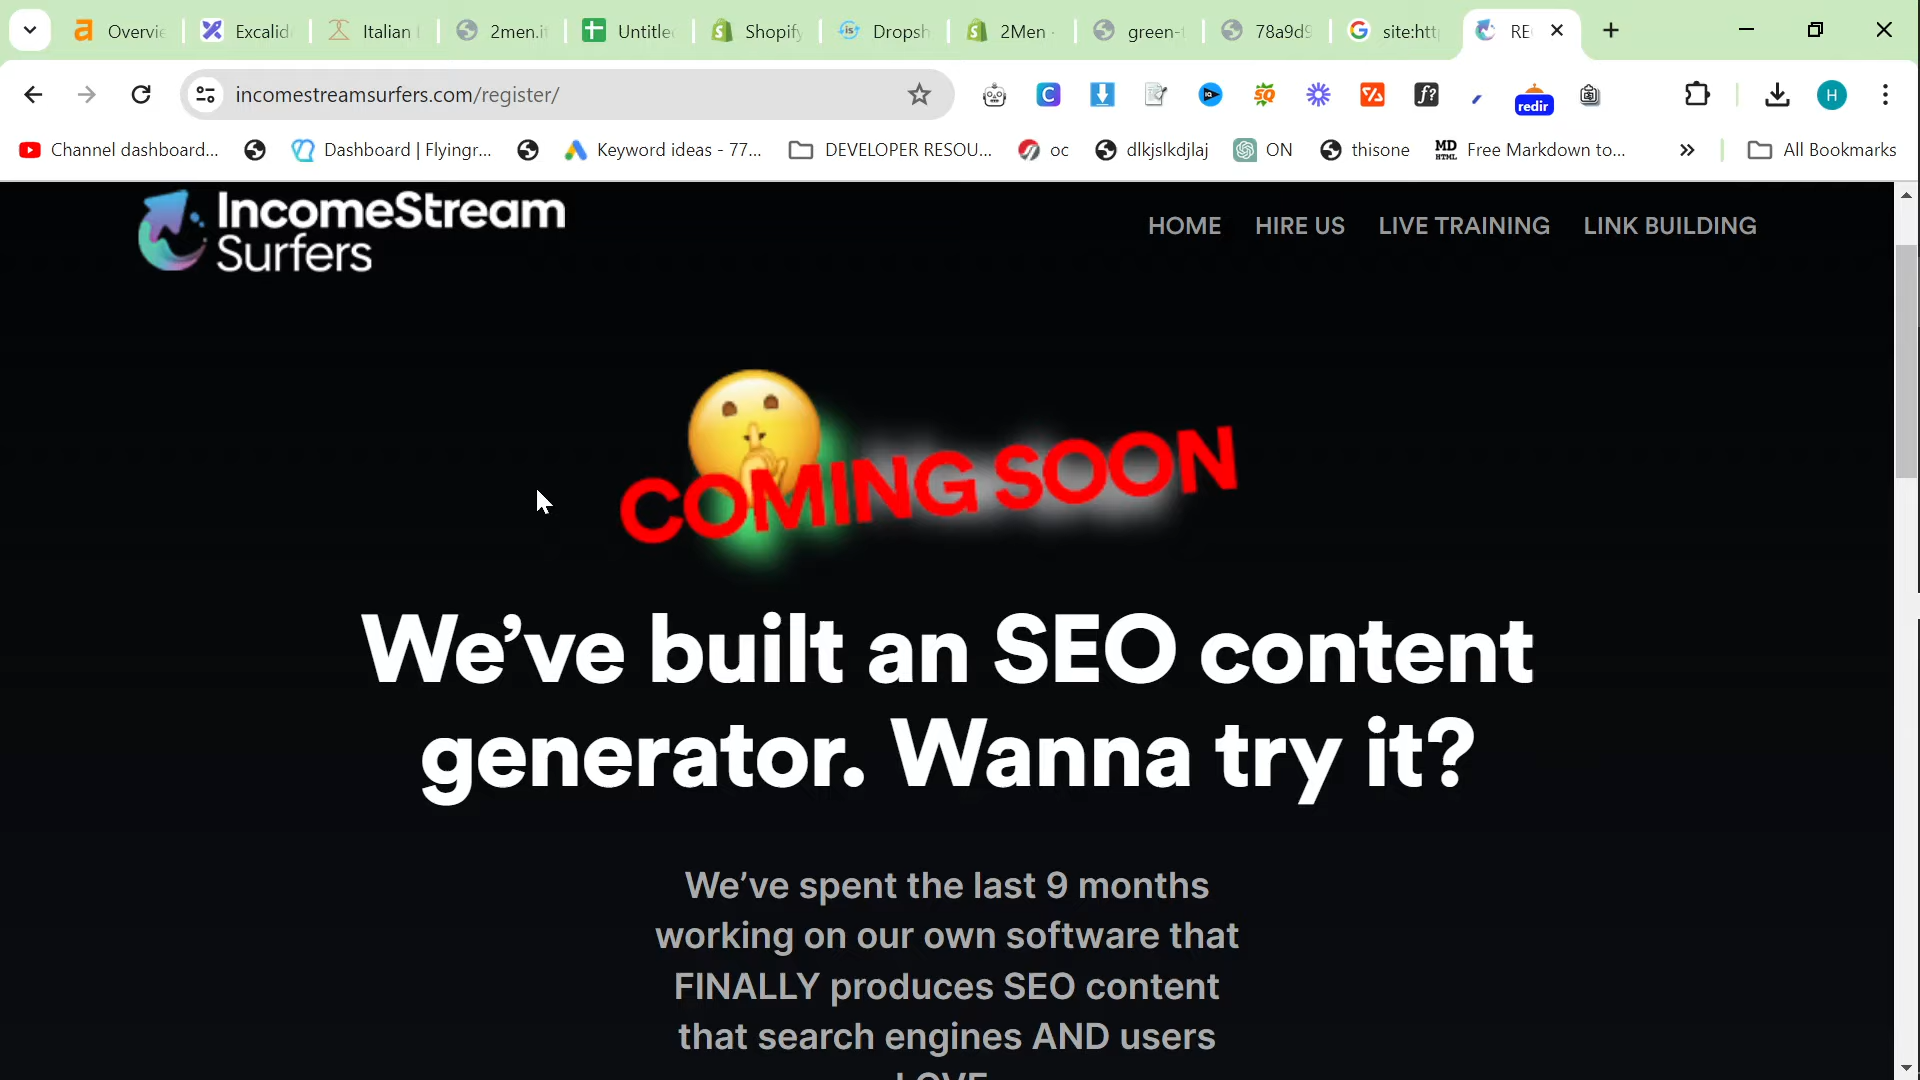 Overvie
Excalid
Italian
2men.i
Untitle
Shopify
Dropsh
2Men -
green-
78a9d9
site:htt
RE
incomestreamsurfers.com/register/
redir
H
Channel dashboard...
Dashboard | Flyingr...
Keyword ideas - 77...
DEVELOPER RESOU...
oc
dlkjslkdjlaj
ON
thisone
MD HTML
Free Markdown to...
All Bookmarks
IncomeStream
Surfers
HOME
HIRE US
LIVE TRAINING
LINK BUILDING
COMING SOON
We’ve built an SEO content
generator. Wanna try it?
We’ve spent the last 9 months
working on our own software that
FINALLY produces SEO content
that search engines AND users
LOVE